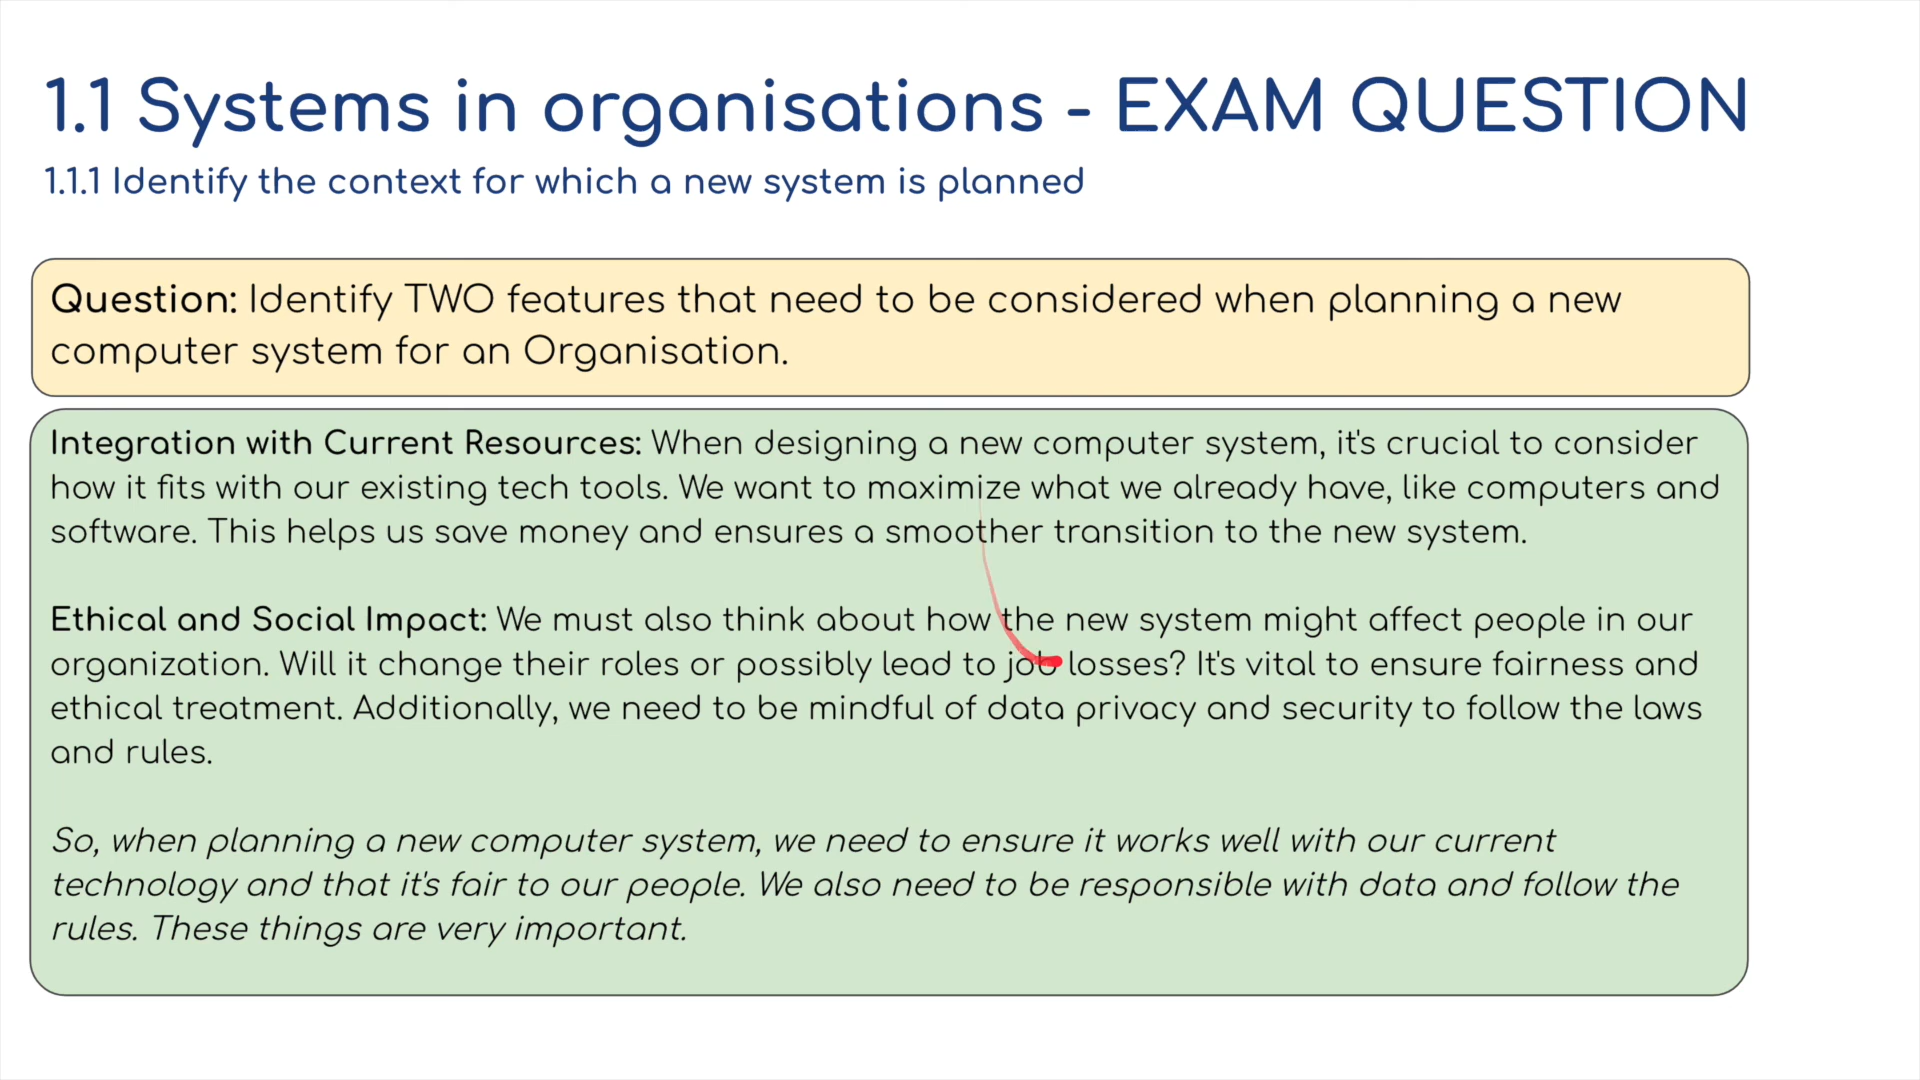 1.1 Systems in organisations - EXAM QUESTION
1.1.1 Identify the context for which a new system is planned
Question: Identify TWO features that need to be considered when planning a new
computer system for an Organisation.
Integration with Current Resources: When designing a new computer system, it's crucial to consider
how it fits with our existing tech tools. We want to maximize what we already have, like computers and
software. This helps us save money and ensures a smoother transition to the new system.
Ethical and Social Impact: We must also think about how the new system might affect people in our
organization. Will it change their roles or possibly lead to job losses? It's vital to ensure fairness and
ethical treatment. Additionally, we need to be mindful of data privacy and security to follow the laws
and rules.
So, when planning a new computer system, we need to ensure it works well with our current
technology and that it's fair to our people. We also need to be responsible with data and follow the
rules. These things are very important.